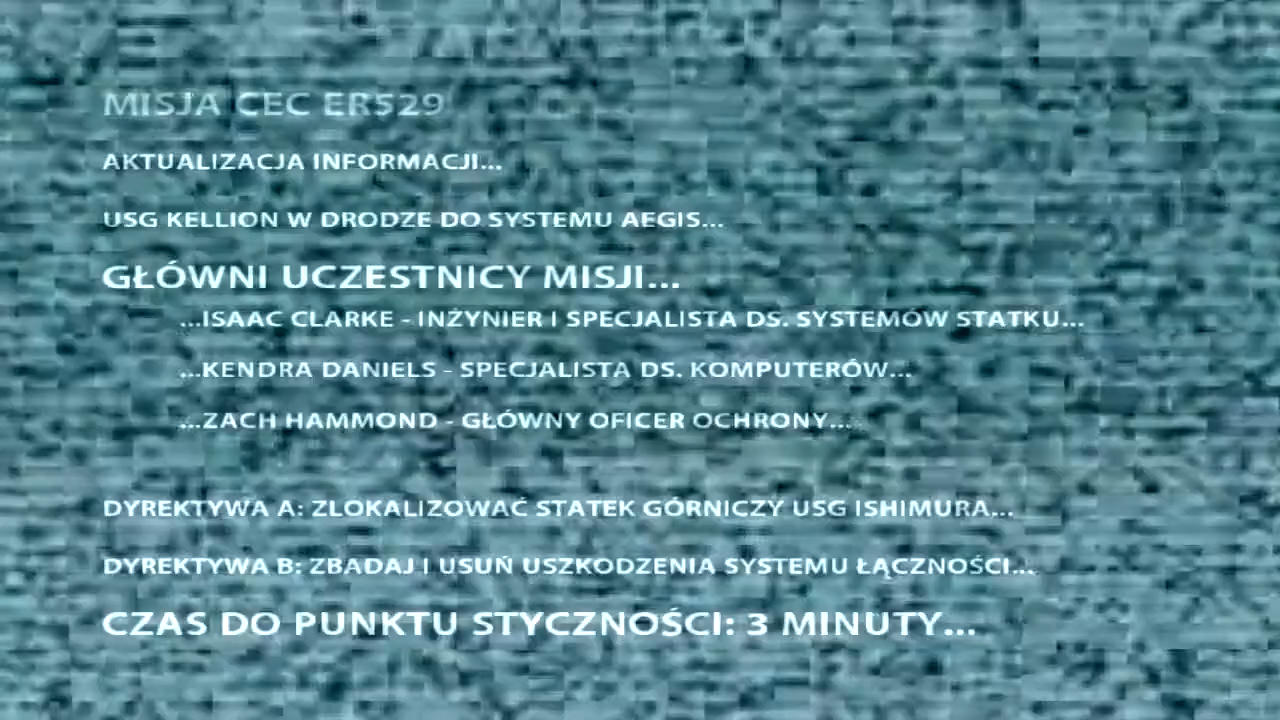 MISJA CEC ER529
AKTUALIZACJA INFORMACJI...
USG KELLION W DRODZE DO SYSTEMU AEGIS...
GŁÓWNI UCZESTNICY MISJI...
...ISAAC CLARKE - INŻYNIER I SPECJALISTA DS. SYSTEMÓW STATKU...
...KENDRA DANIELS - SPECJALISTA DS. KOMPUTERÓW...
...ZACH HAMMOND - GŁÓWNY OFICER OCHRONY...
DYREKTYWA A: ZLOKALIZOWAĆ STATEK GÓRNICZY USG ISHIMURA...
DYREKTYWA B: ZBADAJ I USUŃ USZKODZENIA SYSTEMU ŁĄCZNOŚCI...
CZAS DO PUNKTU STYCZNOŚCI: 3 MINUTY...